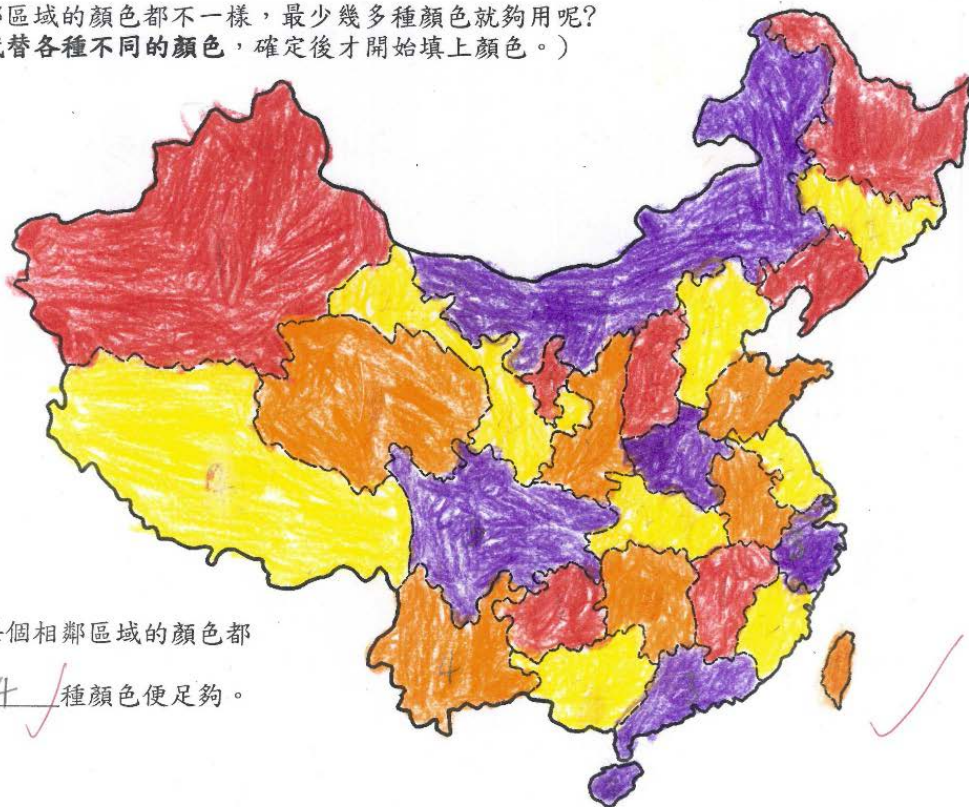 區域的顏色都不一樣，最少幾多種顏色就夠用呢?
替各種不同的顏色，確定後才開始填上顏色。)
個相鄰區域的顏色都
4 種顏色便足夠。
4
3